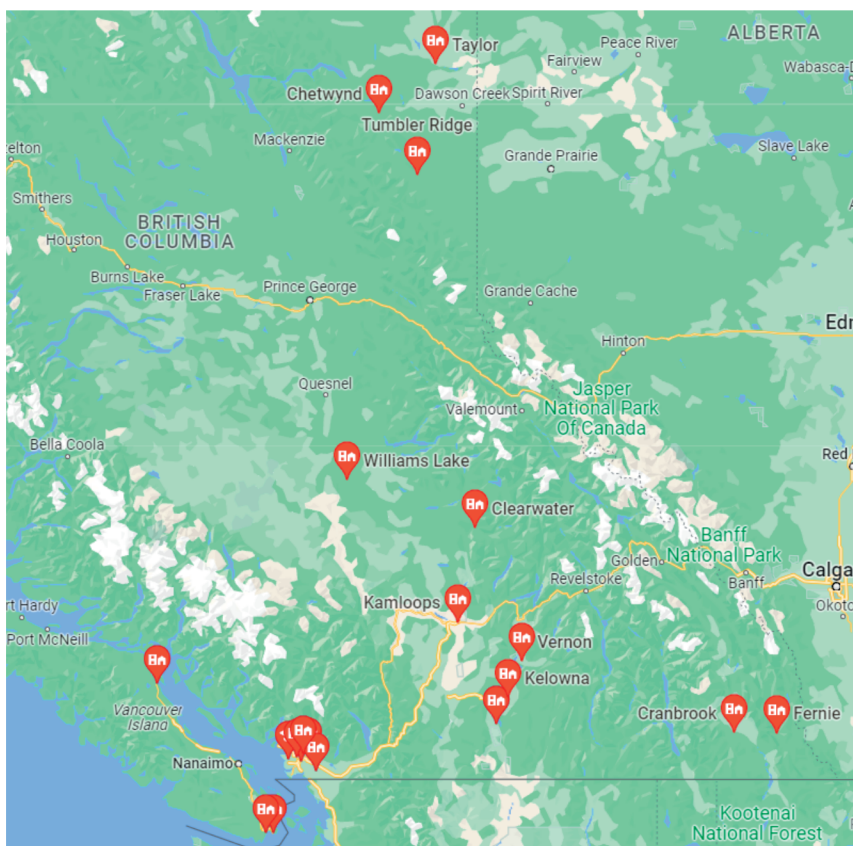 ALBERTA
Peace River
Taylor
Fairview
Wabasca-D
Chetwynd
Dawson Creek
Spirit River
Tumbler Ridge
Mackenzie
Slave Lake
Grande Prairie
zelton
Smithers
BRITISH
COLUMBIA
Houston
Burns Lake
Fraser Lake
Prince George
Grande Cache
Edr
Hinton
Quesnel
Jasper
National Park
Of Canada
Valemount
Bella Coola
Williams Lake
Red
Clearwater
Banff
National Park
Golden
Calga
Revelstoke
Banff
Kamloops
rt Hardy
Okoto
Port McNeill
Vernon
Kelowna
Vancouver
Island
Cranbrook
Fernie
Nanaimo
Kootenai
National Forest